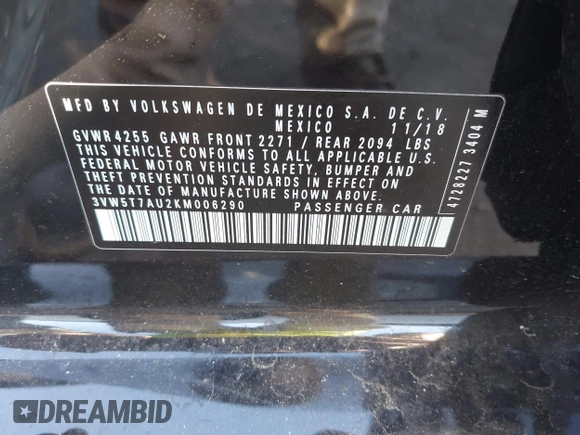 MFD BY VOLKSWAGEN DE MEXICO S.A. DE C.V.
MEXICO 11/18
GVWR 4255 GAWR FRONT 2271 / REAR 2094 LBS
THIS VEHICLE CONFORMS TO ALL APPLICABLE U.S.
FEDERAL MOTOR VEHICLE SAFETY, BUMPER AND
THEFT PREVENTION STANDARDS IN EFFECT ON
THE DATE OF MANUFACTURE SHOWN ABOVE.
3VW5T7AU2KM006290 PASSENGER CAR
4728227 3404 M
DREAMBID